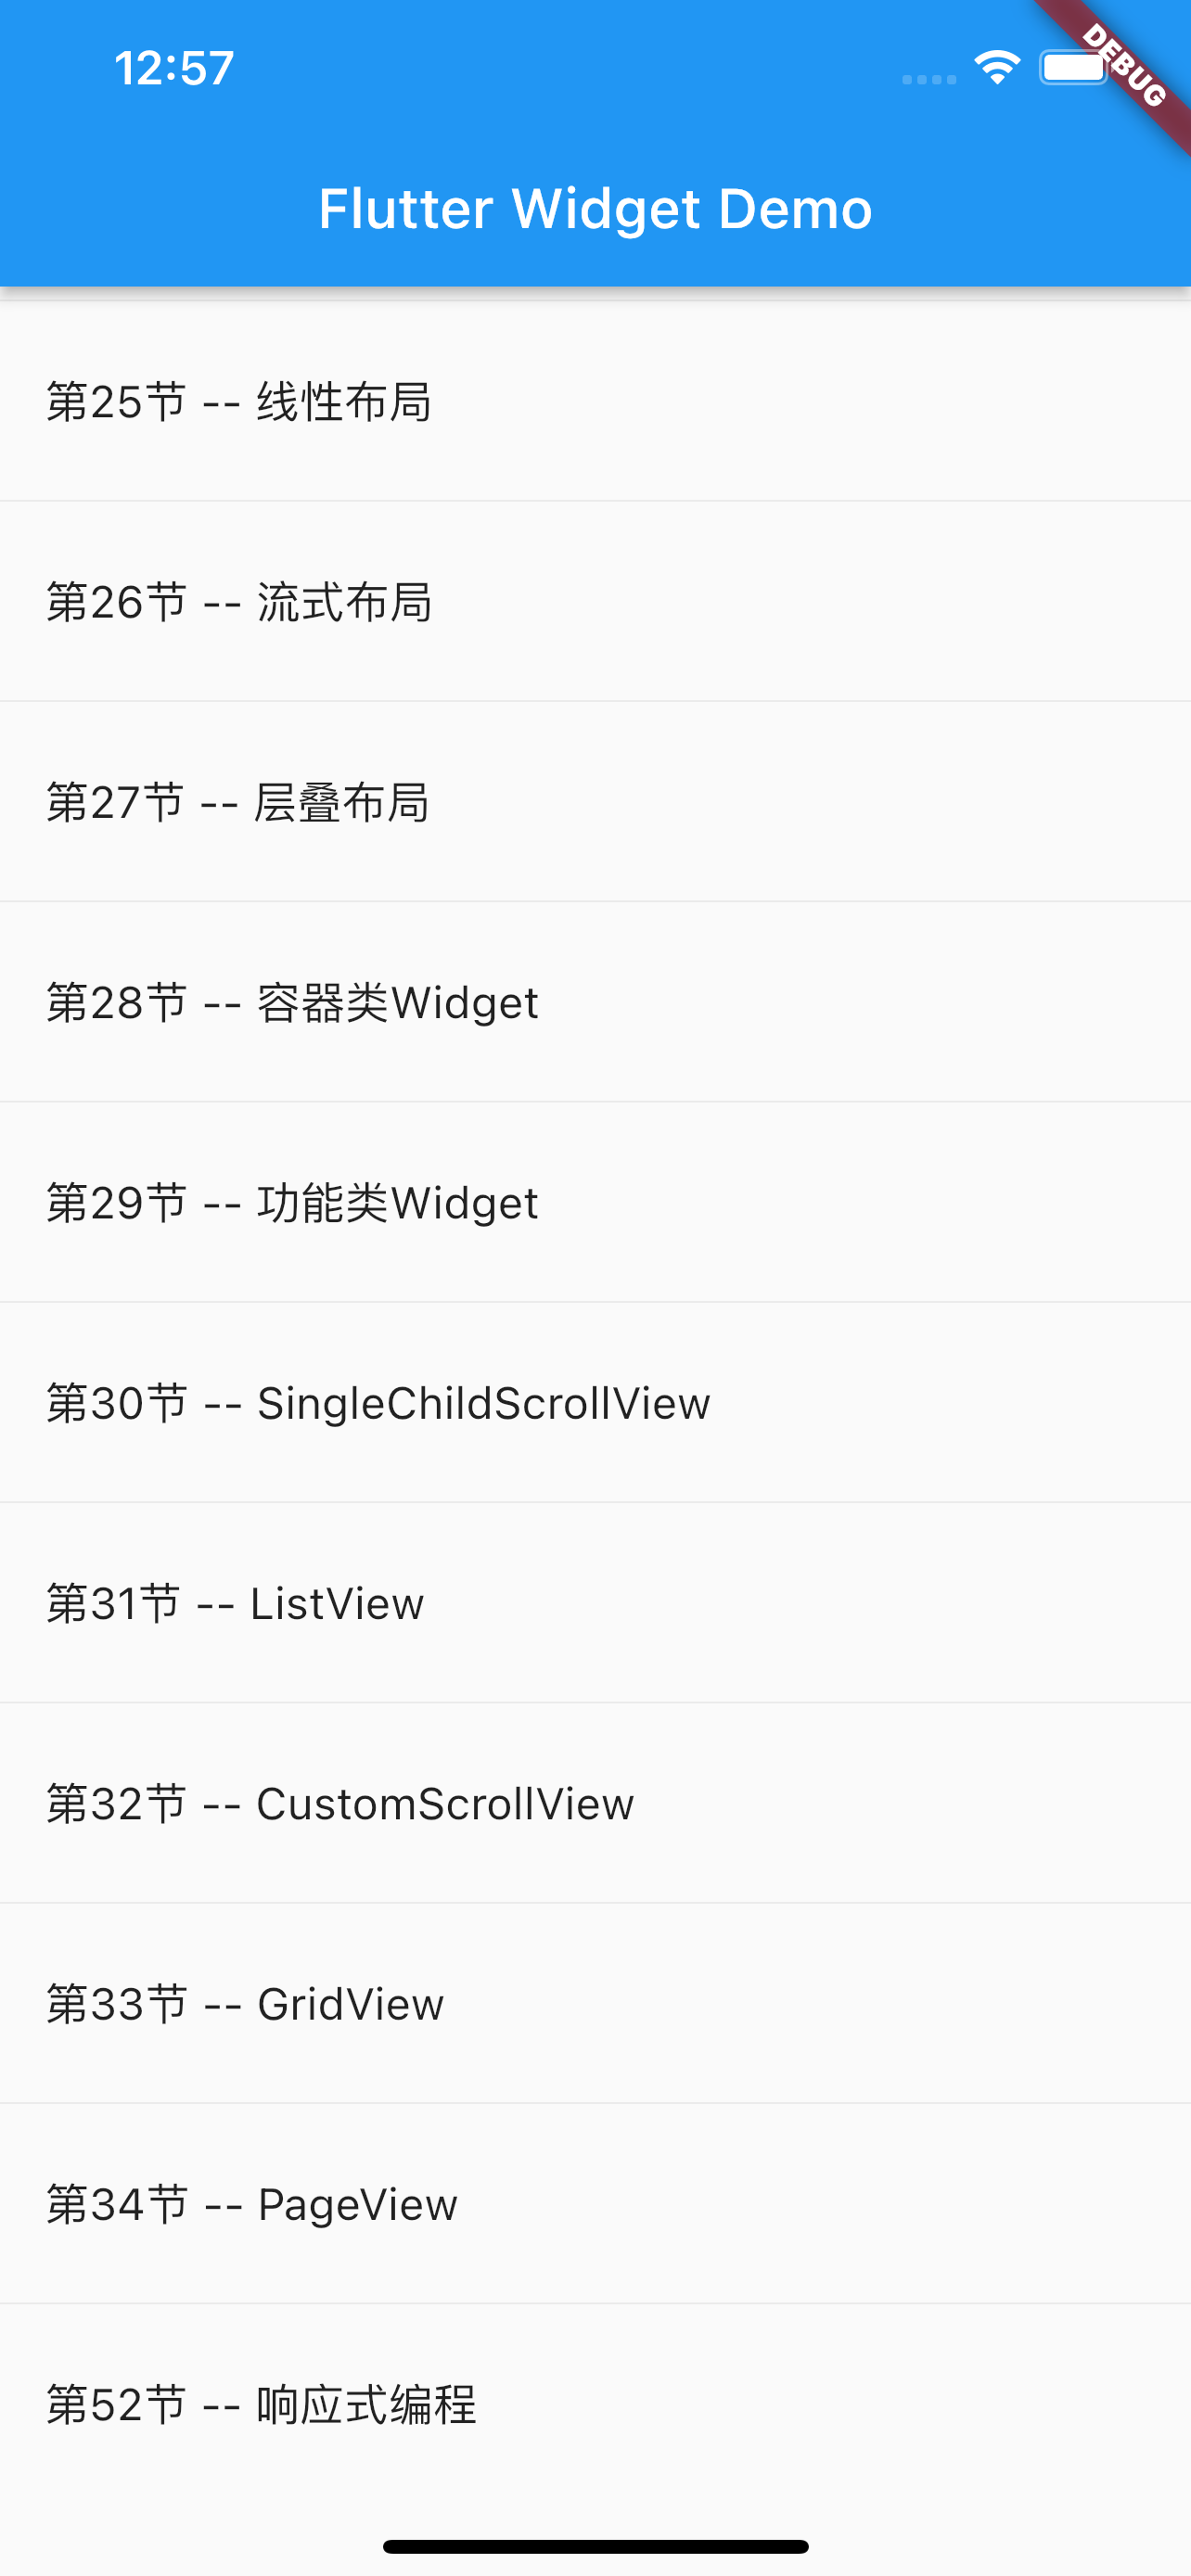 12:57
DEBUG
Flutter Widget Demo
第25节 -- 线性布局
第26节 -- 流式布局
第27节 -- 层叠布局
第28节 -- 容器类Widget
第29节 -- 功能类Widget
第30节 -- SingleChildScrollView
第31节 -- ListView
第32节 -- CustomScrollView
第33节 -- GridView
第34节 -- PageView
第52节 -- 响应式编程